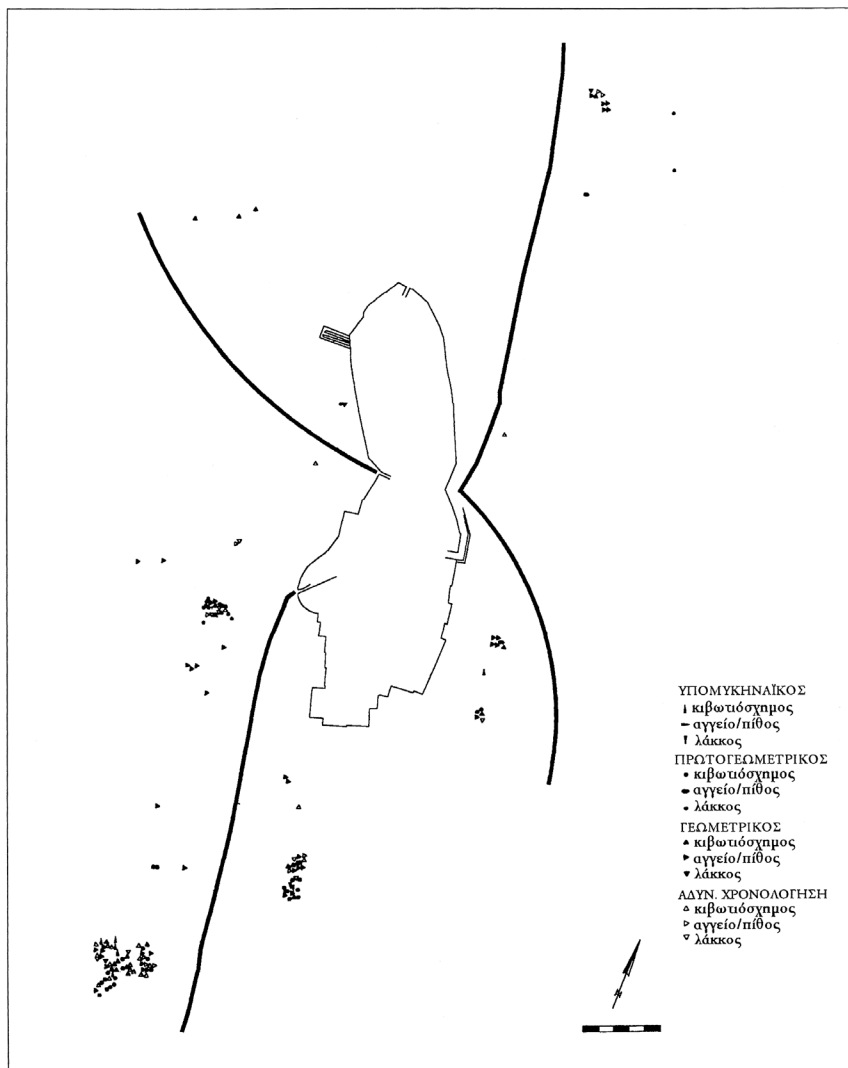 ΥΠΟΜΥΚΗΝΑΪΚΟΣ
κιβωτιόσχημος
αγγείο/πίθος
λάκκος
ΠΡΩΤΟΓΕΩΜΕΤΡΙΚΟΣ
κιβωτιόσχημος
αγγείο/πίθος
λάκκος
ΓΕΩΜΕΤΡΙΚΟΣ
κιβωτιόσχημος
αγγείο/πίθος
λάκκος
ΑΔΥΝ. ΧΡΟΝΟΛΟΓΗΣΗ
κιβωτιόσχημος
αγγείο/πίθος
λάκκος